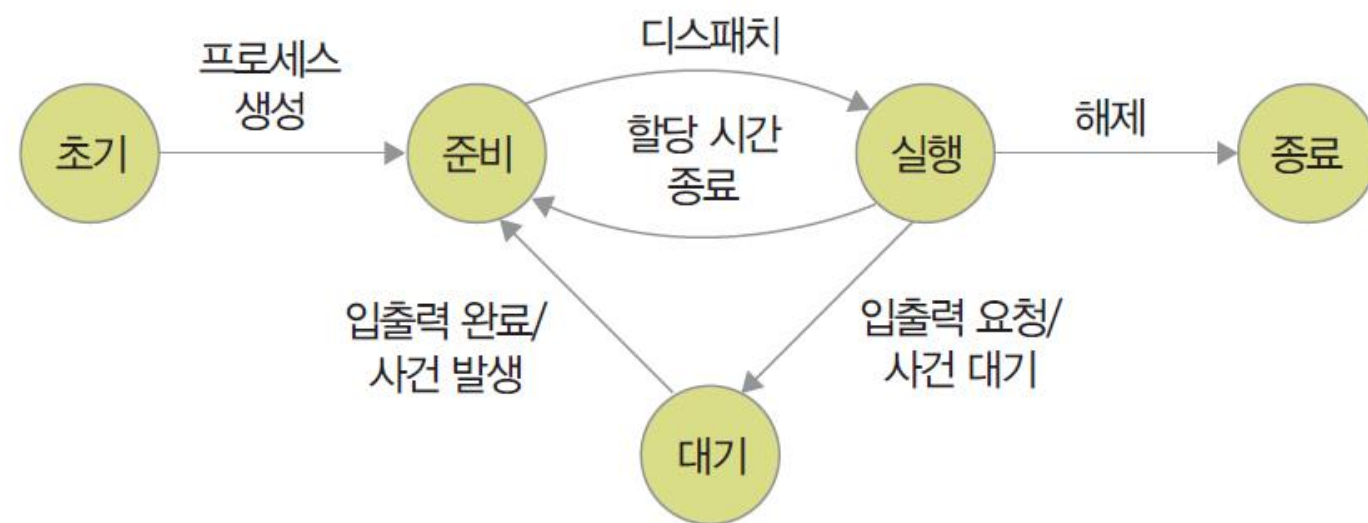 프로세스
생성
디스패치
할당 시간
종료
해제
초기
준비
실행
종료
입출력 완료/
사건 발생
입출력 요청/
사건 대기
대기